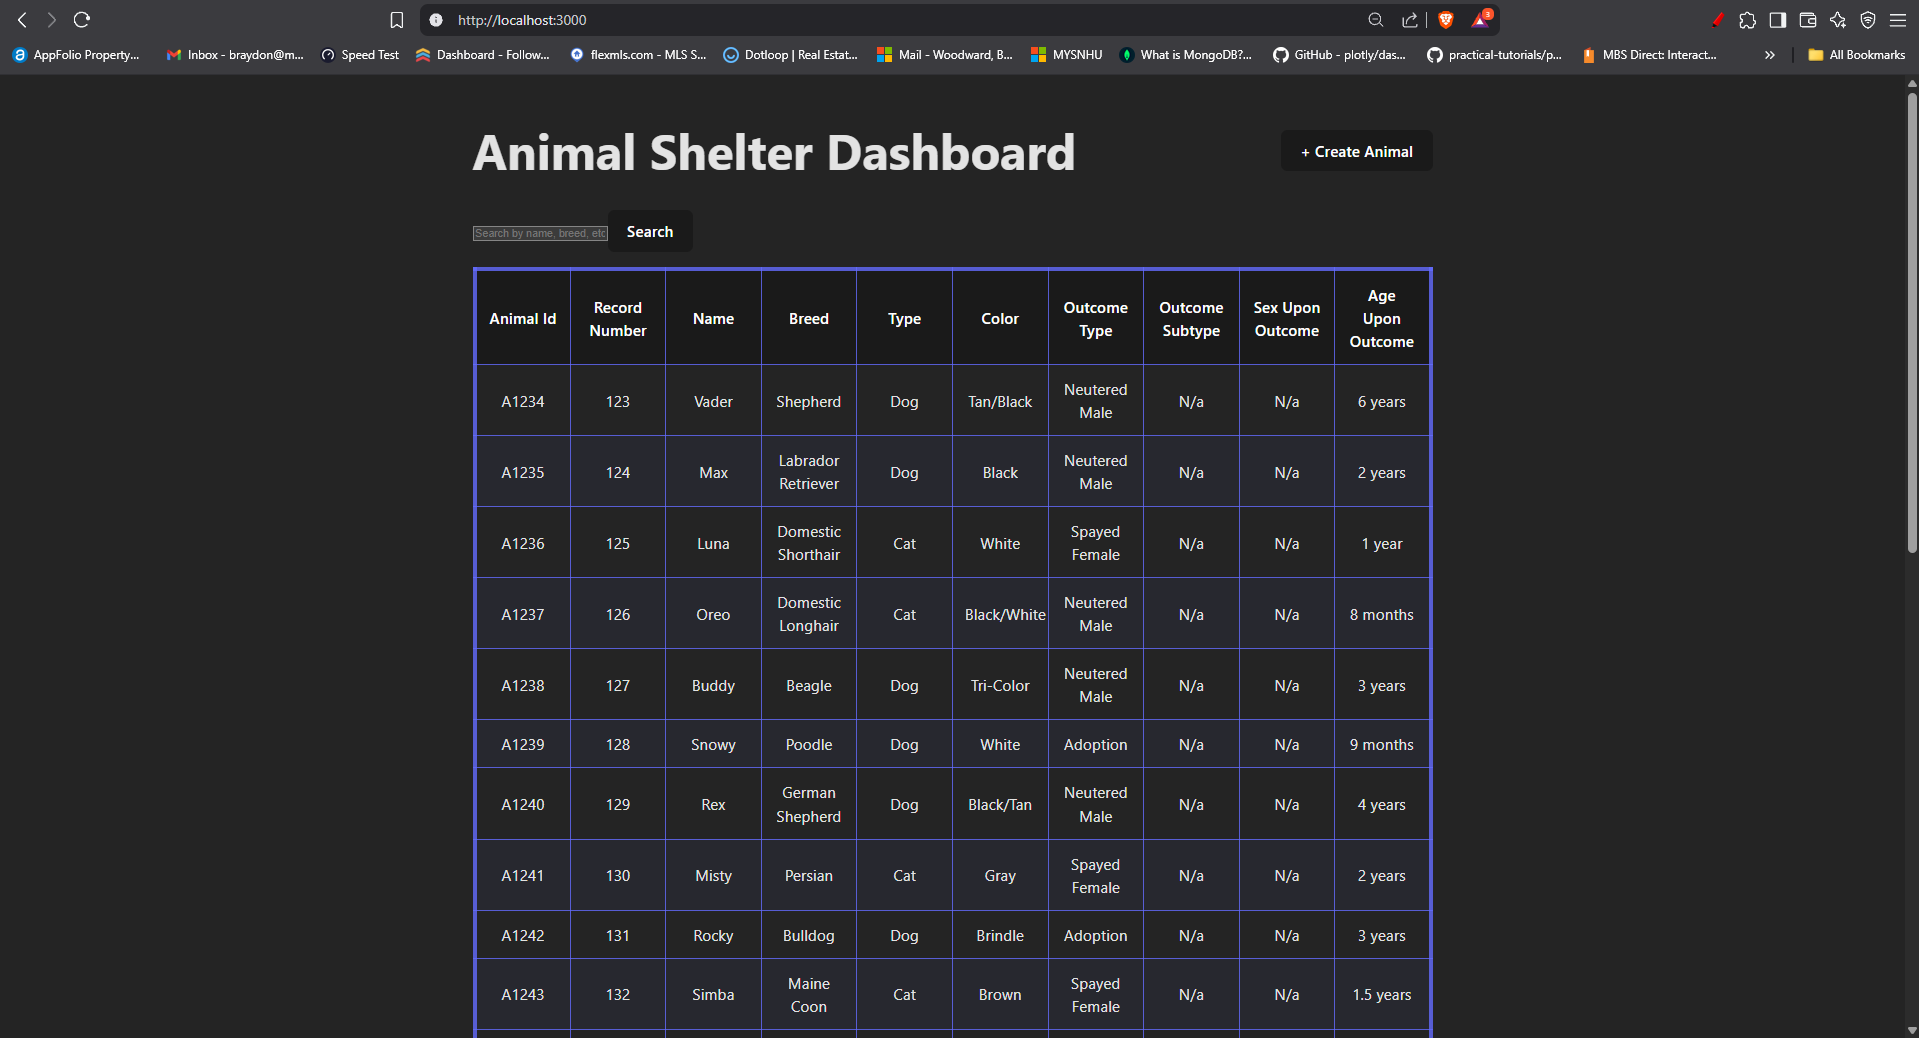 http://localhost:3000
3
AppFolio Property...
Inbox - braydon@m...
Speed Test
Dashboard - Follow...
flexmls.com - MLS S...
Dotloop | Real Estat...
Mail - Woodward, B...
MYSNHU
What is MongoDB?...
GitHub - plotly/das...
practical-tutorials/p...
MBS Direct: Interact...
All Bookmarks
Animal Shelter Dashboard
+ Create Animal
Search by name, breed, etc
Search
Animal Id Record Number Name Breed Type Color Outcome Type Outcome Subtype Sex Upon Outcome Age Upon Outcome
A1234 123 Vader Shepherd Dog Tan/Black Neutered Male N/a N/a 6 years
A1235 124 Max Labrador Retriever Dog Black Neutered Male N/a N/a 2 years
A1236 125 Luna Domestic Shorthair Cat White Spayed Female N/a N/a 1 year
A1237 126 Oreo Domestic Longhair Cat Black/White Neutered Male N/a N/a 8 months
A1238 127 Buddy Beagle Dog Tri-Color Neutered Male N/a N/a 3 years
A1239 128 Snowy Poodle Dog White Adoption N/a N/a 9 months
A1240 129 Rex German Shepherd Dog Black/Tan Neutered Male N/a N/a 4 years
A1241 130 Misty Persian Cat Gray Spayed Female N/a N/a 2 years
A1242 131 Rocky Bulldog Dog Brindle Adoption N/a N/a 3 years
A1243 132 Simba Maine Coon Cat Brown Spayed Female N/a N/a 1.5 years